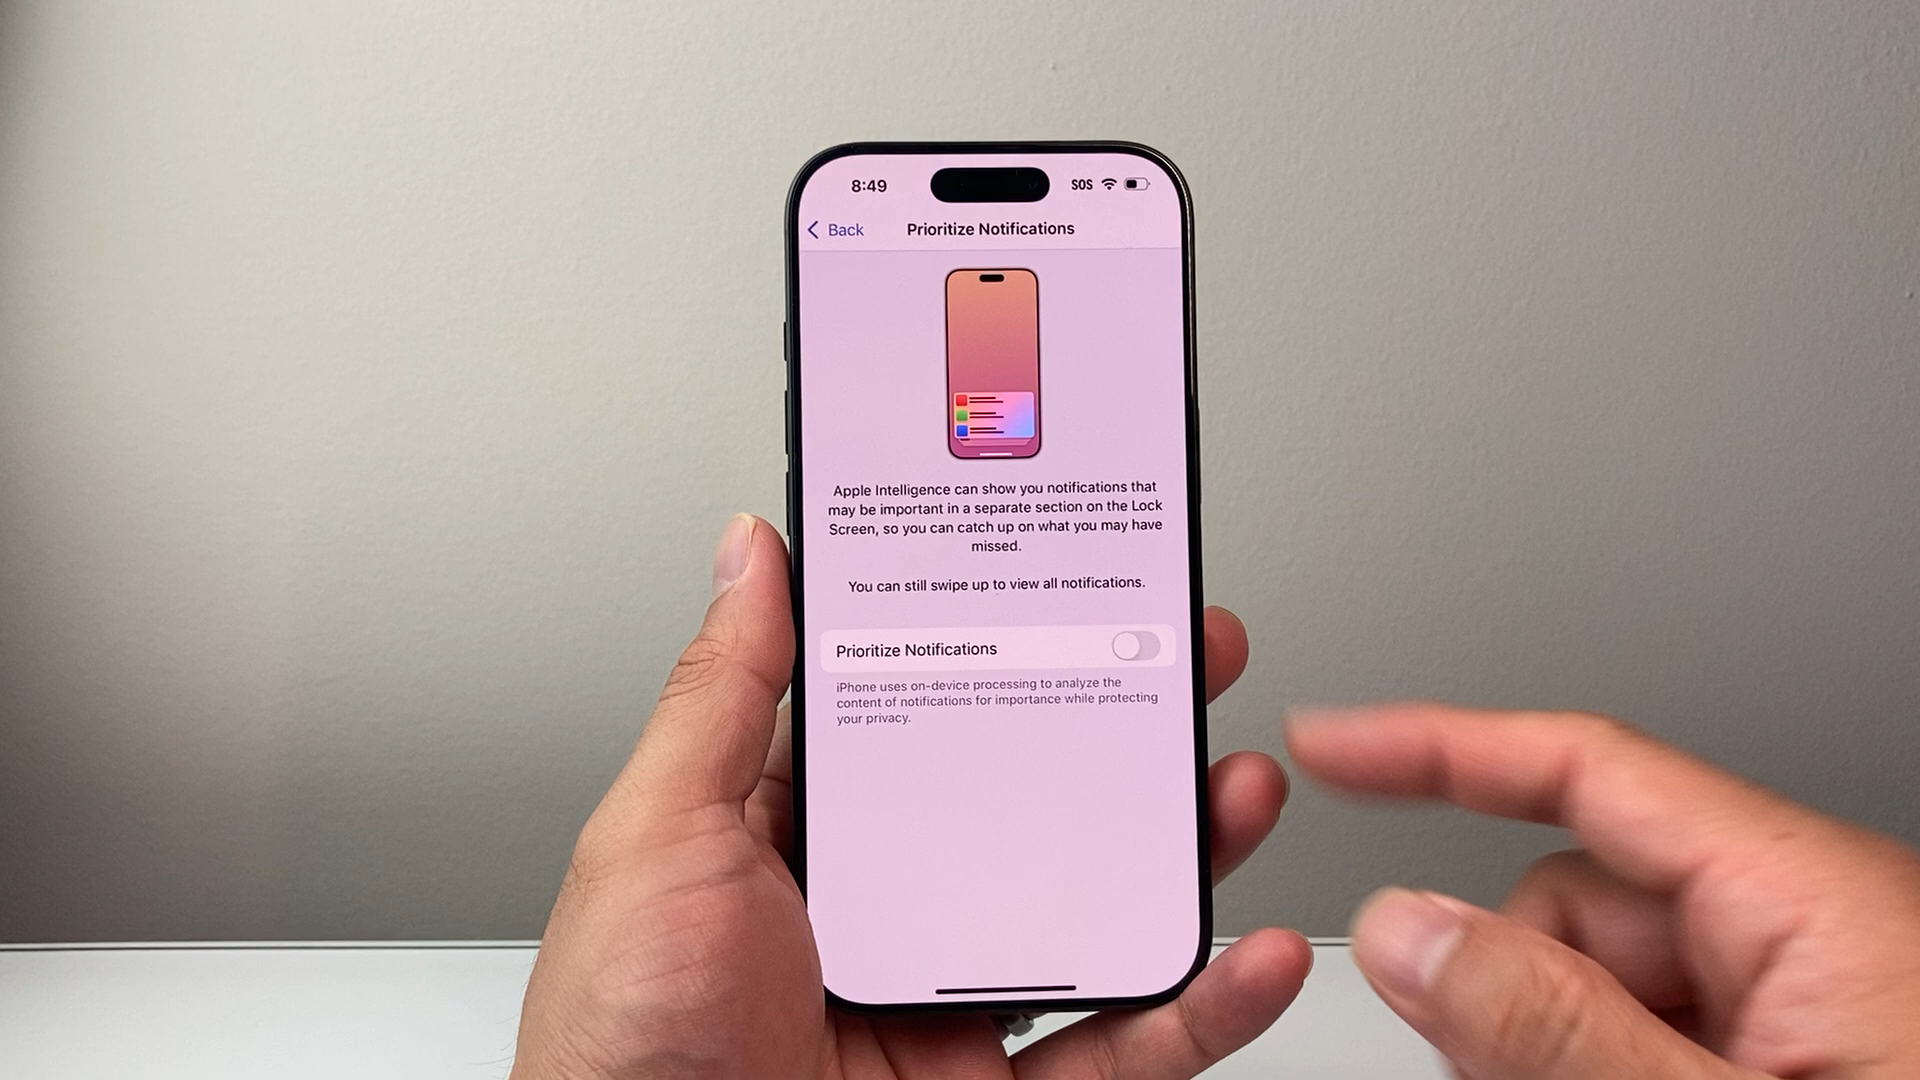 8:49
SOS
Back
Prioritize Notifications
Apple Intelligence can show you notifications that
may be important in a separate section on the Lock
Screen, so you can catch up on what you may have
missed.
You can still swipe up to view all notifications.
Prioritize Notifications
iPhone uses on-device processing to analyze the
content of notifications for importance while protecting
your privacy.